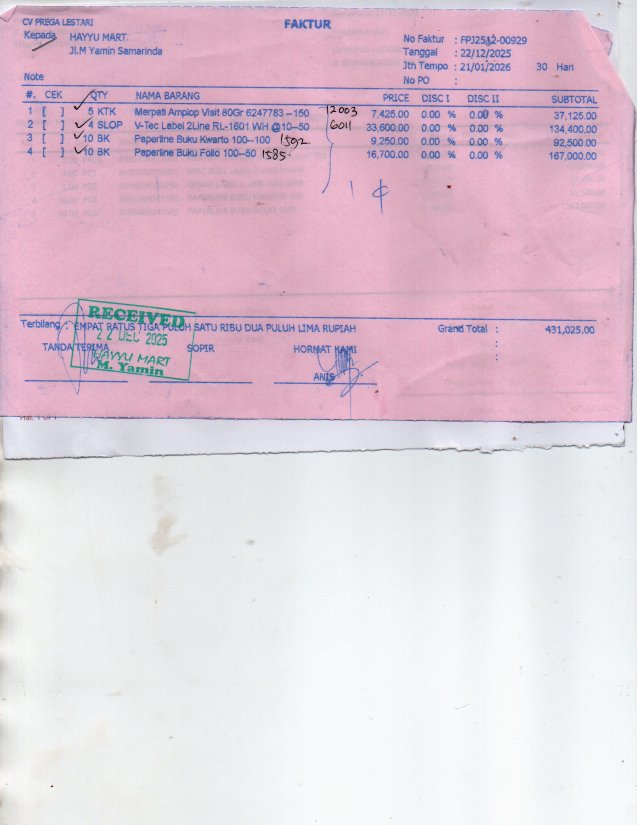 CV PREGA LESTARI
FAKTUR
Kepada HAYYU MART
Jl.M Yamin Samarinda
No Faktur : FPJ2512-00929
Tanggal : 22/12/2025
Jth Tempo : 21/01/2026 30 Hari
No PO :
Note
#. CEK QTY NAMA BARANG PRICE DISC I DISC II SUBTOTAL
1 [ ] 5 KTK Merpati Amplop Visit 80Gr 6247783 -150 12003 7,425.00 0.00 % 0.00 % 37,125.00
2 [ ] 4 SLOP V-Tec Label 2Line RL-1601 WH @10-50 6011 33,600.00 0.00 % 0.00 % 134,400.00
3 [ ] 10 BK Paperline Buku Kwarto 100-100 1592. 9,250.00 0.00 % 0.00 % 92,500.00
4 [ ] 10 BK Paperline Buku Folio 100-50 1585. 16,700.00 0.00 % 0.00 % 167,000.00
Terbilang : EMPAT RATUS TIGA PULUH SATU RIBU DUA PULUH LIMA RUPIAH
Grand Total : 431,025.00
:
:
RECEIVED
22 DEC 2025
HAYYU MART
M. Yamin
TANDA TERIMA SOPIR HORMAT KAMI
ANIS